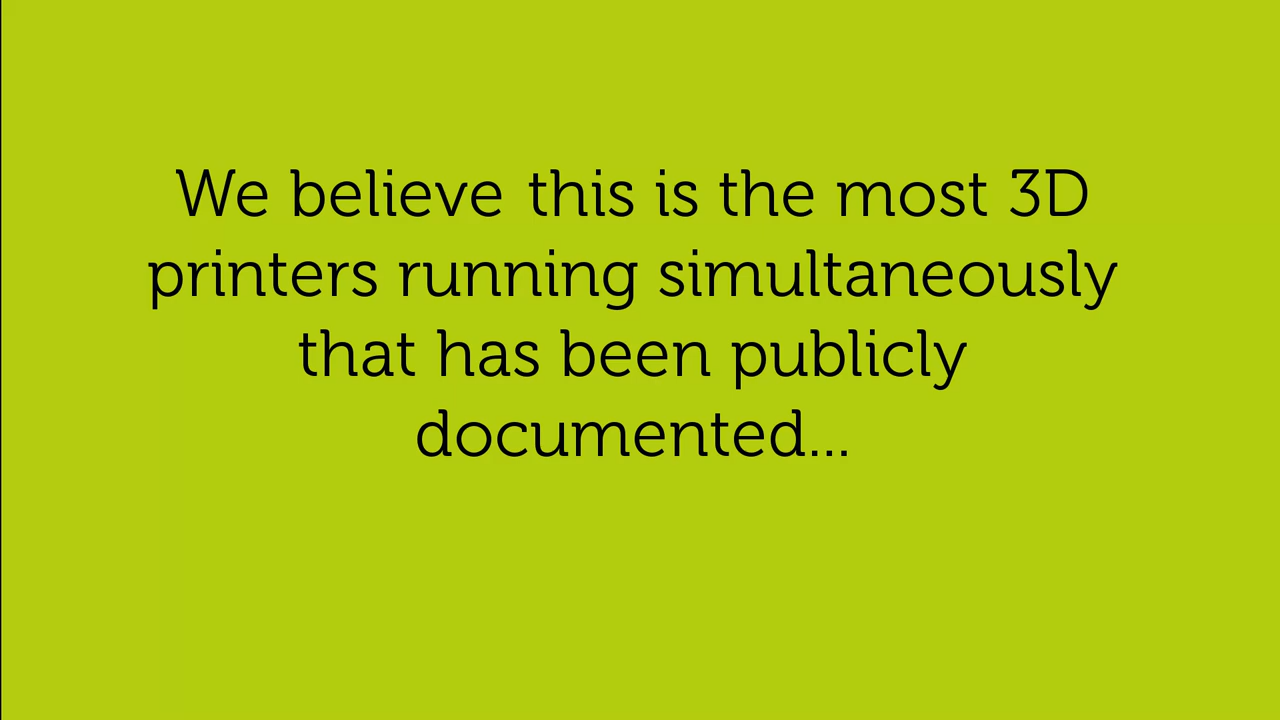 We believe this is the most 3D
printers running simultaneously
that has been publicly
documented...